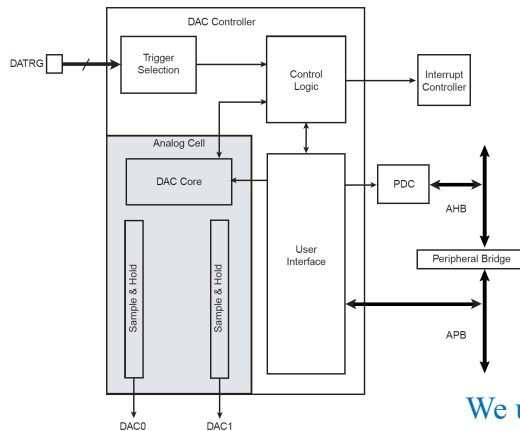 DAC Controller
DATRG
Trigger
Selection
Control
Logic
Interrupt
Controller
Analog Cell
DAC Core
PDC
AHB
User
Interface
Sample & Hold
Sample & Hold
Peripheral Bridge
APB
DAC0
DAC1
We